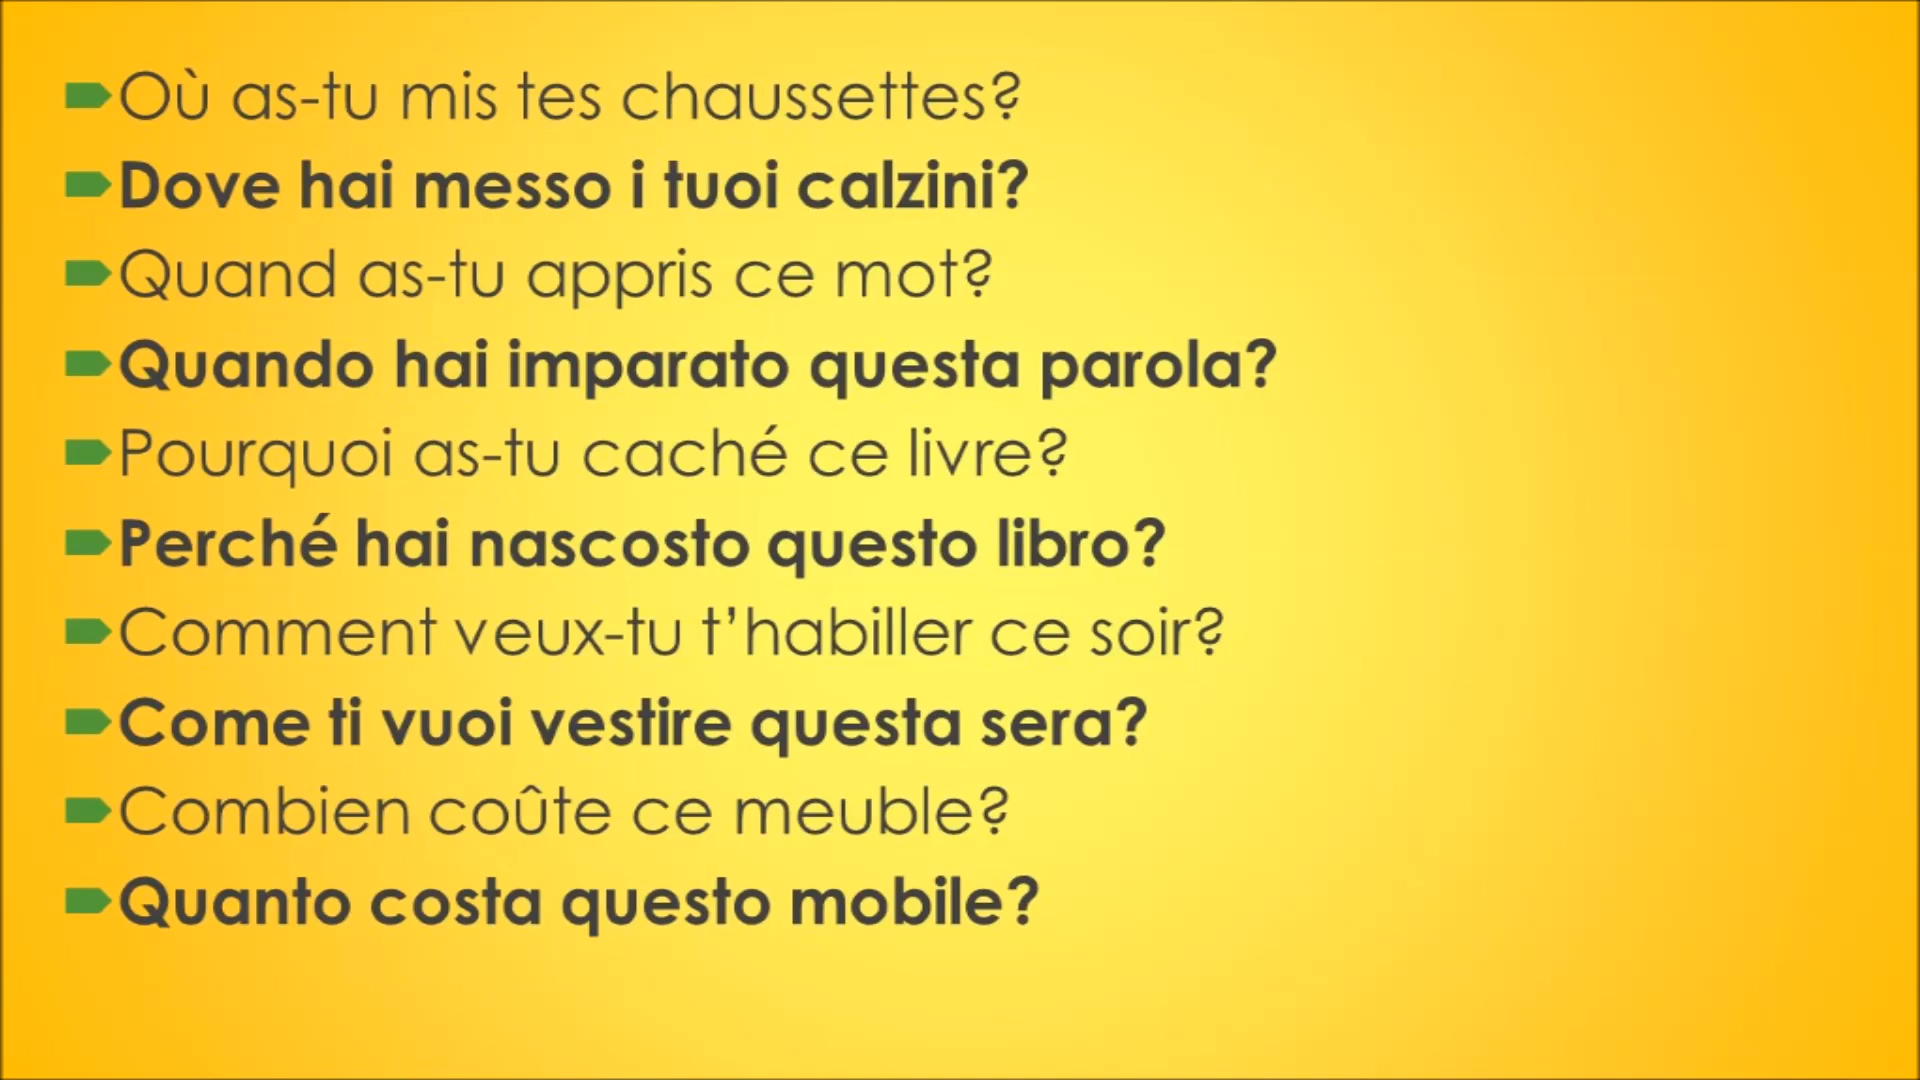 Où as-tu mis tes chaussettes?
Dove hai messo i tuoi calzini?
Quand as-tu appris ce mot?
Quando hai imparato questa parola?
Pourquoi as-tu caché ce livre?
Perché hai nascosto questo libro?
Comment veux-tu t’habiller ce soir?
Come ti vuoi vestire questa sera?
Combien coûte ce meuble?
Quanto costa questo mobile?